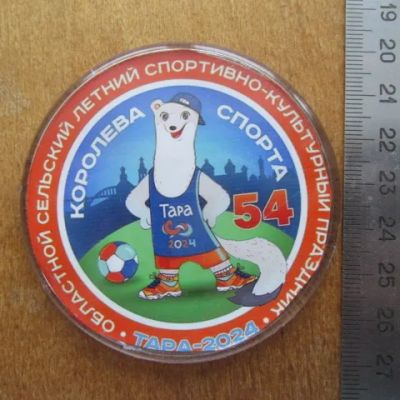 ОБЛАСТНОЙ СЕЛЬСКИЙ ЛЕТНИЙ СПОРТИВНО-КУЛЬТУРНЫЙ ПРАЗДНИК
КОРОЛЕВА СПОРТА
54
ТАРА
2024
• ТАРА-2024 •
19
20
21
22
23
24
25
26
27